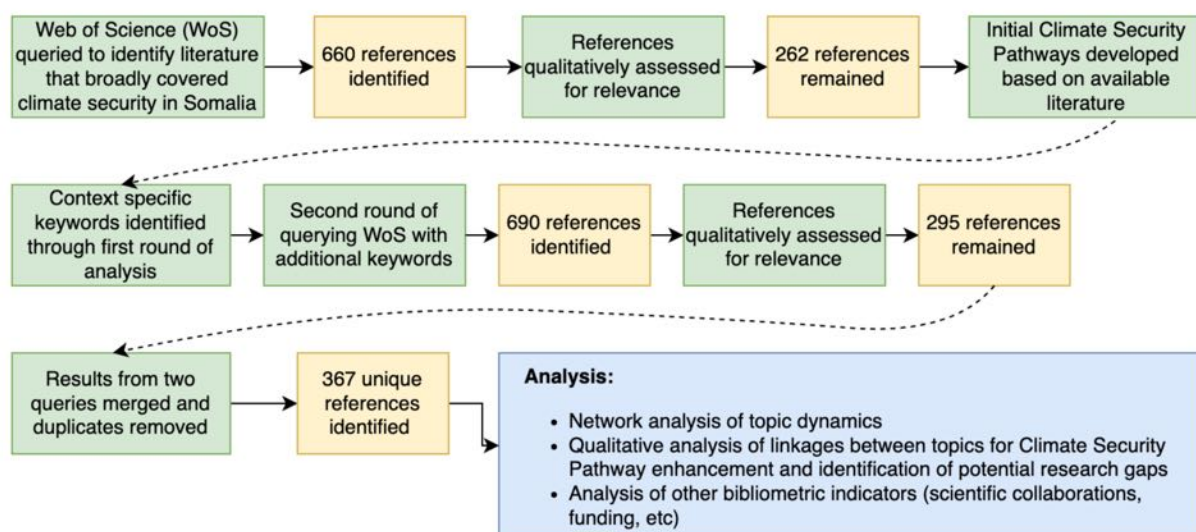 Web of Science (WoS)
queried to identify literature
that broadly covered
climate security in Somalia
660 references
identified
References
qualitatively assessed
for relevance
262 references
remained
Initial Climate Security
Pathways developed
based on available
literature
Context specific
keywords identified
through first round of
analysis
Second round of
querying WoS with
additional keywords
690 references
identified
References
qualitatively assessed
for relevance
295 references
remained
Results from two
queries merged and
duplicates removed
367 unique
references
identified
Analysis:
• Network analysis of topic dynamics
• Qualitative analysis of linkages between topics for Climate Security
Pathway enhancement and identification of potential research gaps
• Analysis of other bibliometric indicators (scientific collaborations,
funding, etc)